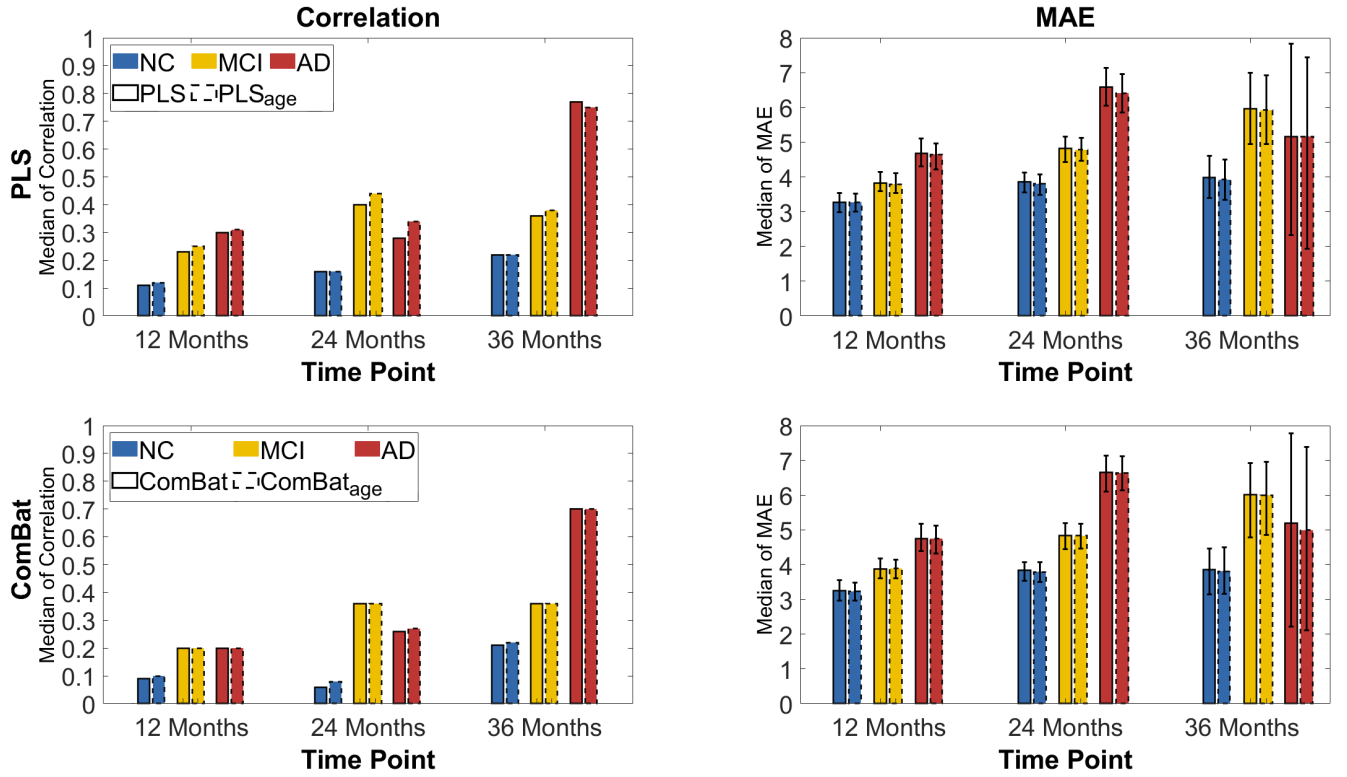 Correlation
PLS
Median of Correlation
1
0.9
0.8
0.7
0.6
0.5
0.4
0.3
0.2
0.1
0
NC MCI AD
PLS PLSage
12 Months 24 Months 36 Months
Time Point
MAE
Median of MAE
8
7
6
5
4
3
2
1
0
12 Months 24 Months 36 Months
Time Point
ComBat
Median of Correlation
1
0.9
0.8
0.7
0.6
0.5
0.4
0.3
0.2
0.1
0
NC MCI AD
ComBat ComBatage
12 Months 24 Months 36 Months
Time Point
Median of MAE
8
7
6
5
4
3
2
1
0
12 Months 24 Months 36 Months
Time Point